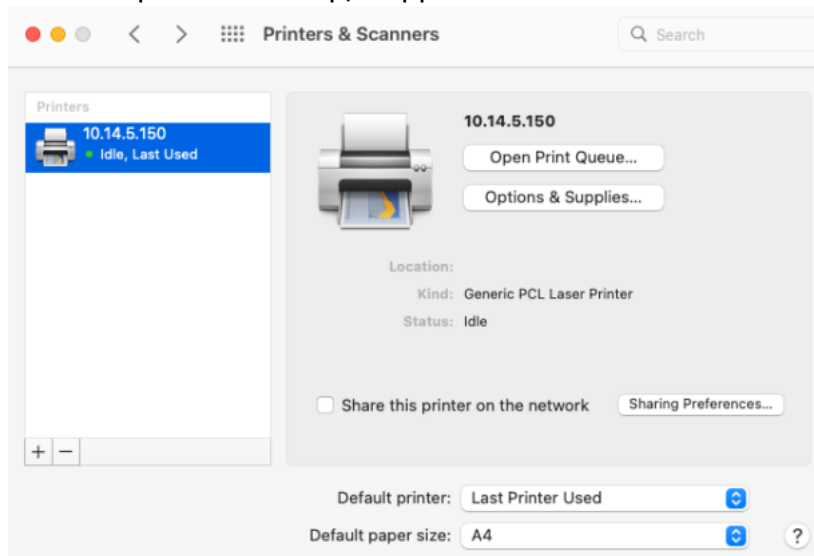 Printers & Scanners
Search
Printers
10.14.5.150
Idle, Last Used
10.14.5.150
Open Print Queue...
Options & Supplies...
Location:
Kind: Generic PCL Laser Printer
Status: Idle
Share this printer on the network
Sharing Preferences...
+ −
Default printer: Last Printer Used
Default paper size: A4
?